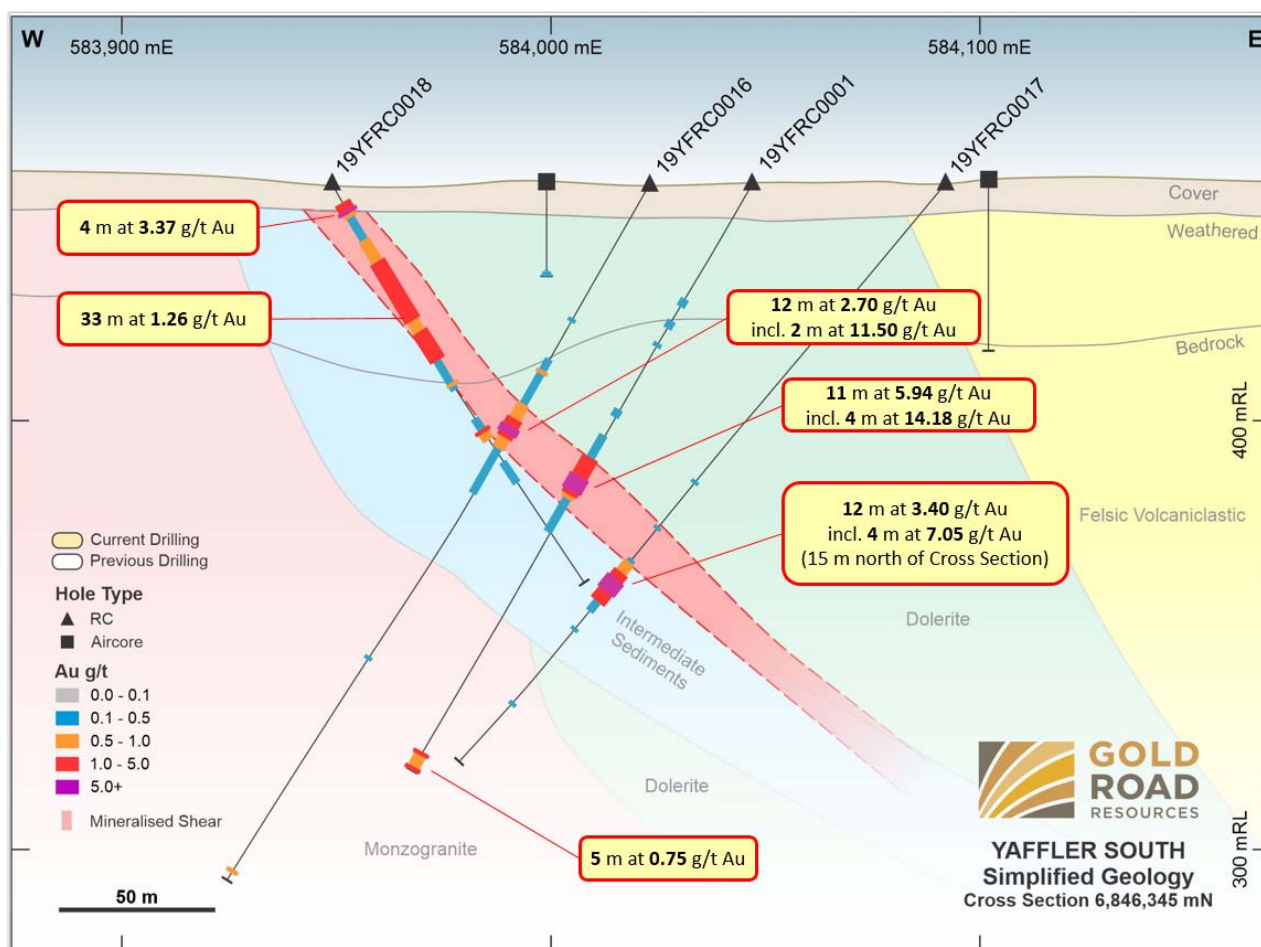 W
583,900 mE
584,000 mE
584,100 mE
E
19YFRC0018
19YFRC0016
19YFRC0001
19YFRC0017
Cover
Weathered
Bedrock
4 m at 3.37 g/t Au
33 m at 1.26 g/t Au
12 m at 2.70 g/t Au
incl. 2 m at 11.50 g/t Au
11 m at 5.94 g/t Au
incl. 4 m at 14.18 g/t Au
12 m at 3.40 g/t Au
incl. 4 m at 7.05 g/t Au
(15 m north of Cross Section)
400 mRL
Felsic Volcaniclastic
Dolerite
Intermediate
Sediments
Dolerite
Monzogranite
5 m at 0.75 g/t Au
300 mRL
Current Drilling
Previous Drilling
Hole Type
RC
Aircore
Au g/t
0.0 - 0.1
0.1 - 0.5
0.5 - 1.0
1.0 - 5.0
5.0+
Mineralised Shear
50 m
GOLD
ROAD
RESOURCES
YAFFLER SOUTH
Simplified Geology
Cross Section 6,846,345 mN